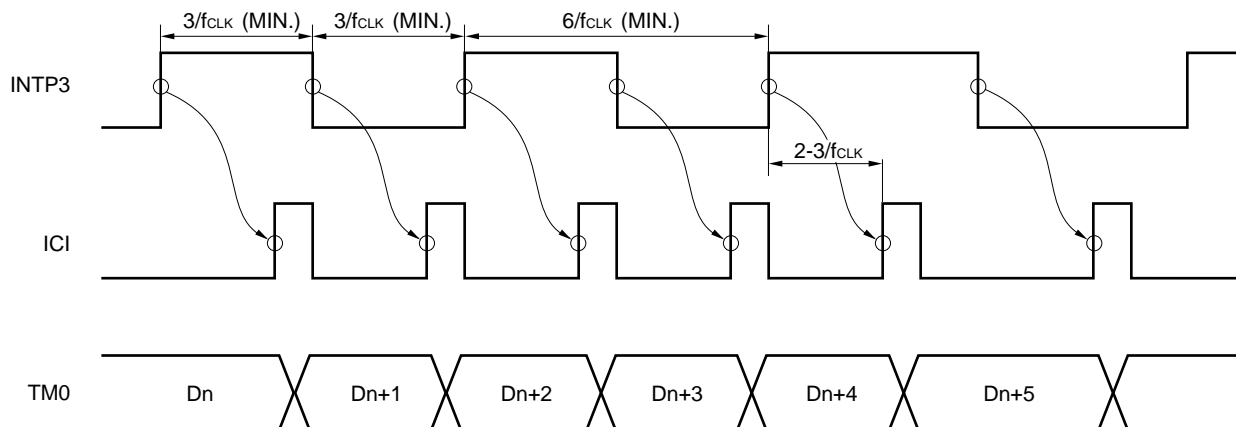 3/fCLK (MIN.) 3/fCLK (MIN.) 6/fCLK (MIN.)
INTP3
2-3/fCLK
ICI
TM0 Dn Dn+1 Dn+2 Dn+3 Dn+4 Dn+5